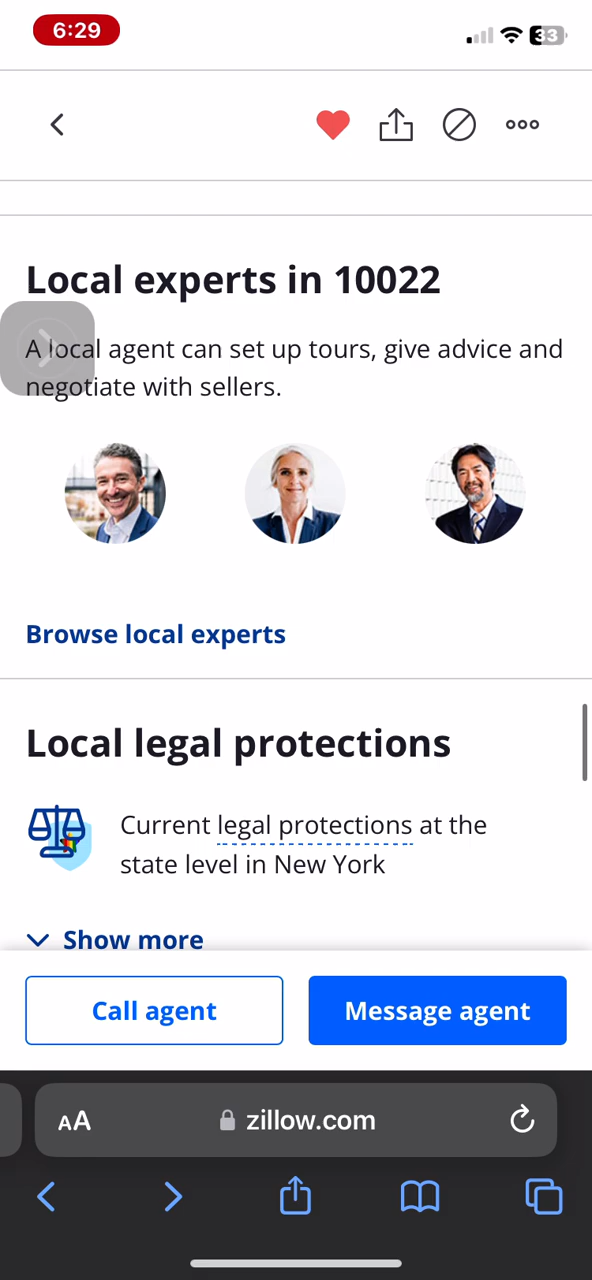 6:29
33
Local experts in 10022
A local agent can set up tours, give advice and
negotiate with sellers.
Browse local experts
Local legal protections
Current legal protections at the
state level in New York
Show more
Call agent
Message agent
AA
zillow.com